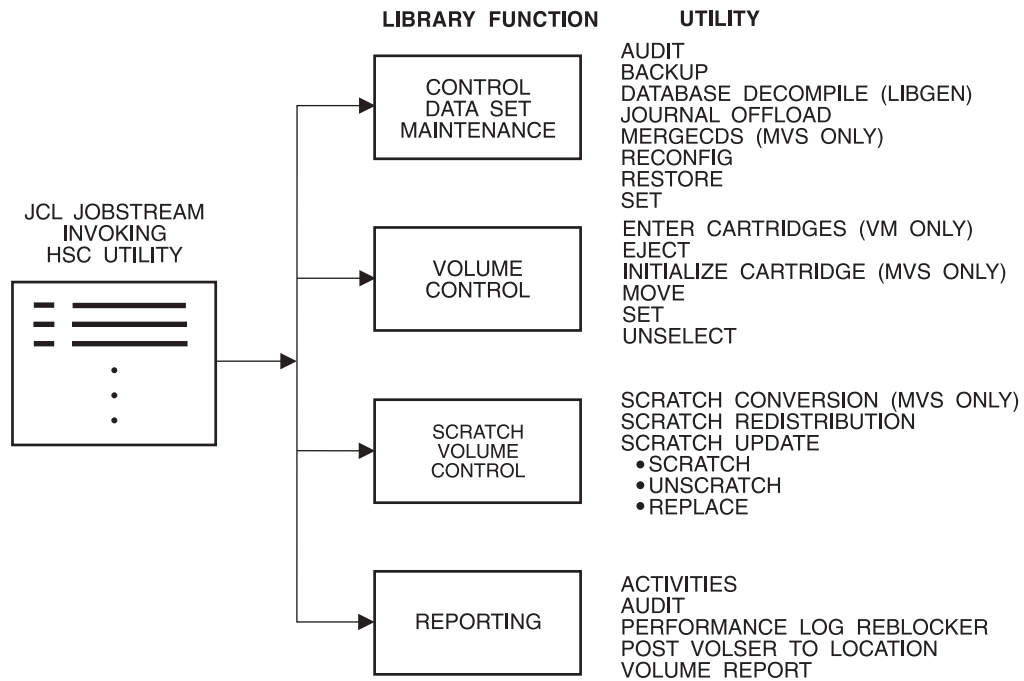 LIBRARY FUNCTION
UTILITY
JCL JOBSTREAM
INVOKING
HSC UTILITY
CONTROL
DATA SET
MAINTENANCE
AUDIT
BACKUP
DATABASE DECOMPILE (LIBGEN)
JOURNAL OFFLOAD
MERGECDS (MVS ONLY)
RECONFIG
RESTORE
SET
VOLUME
CONTROL
ENTER CARTRIDGES (VM ONLY)
EJECT
INITIALIZE CARTRIDGE (MVS ONLY)
MOVE
SET
UNSELECT
SCRATCH
VOLUME
CONTROL
SCRATCH CONVERSION (MVS ONLY)
SCRATCH REDISTRIBUTION
SCRATCH UPDATE
• SCRATCH
• UNSCRATCH
• REPLACE
REPORTING
ACTIVITIES
AUDIT
PERFORMANCE LOG REBLOCKER
POST VOLSER TO LOCATION
VOLUME REPORT